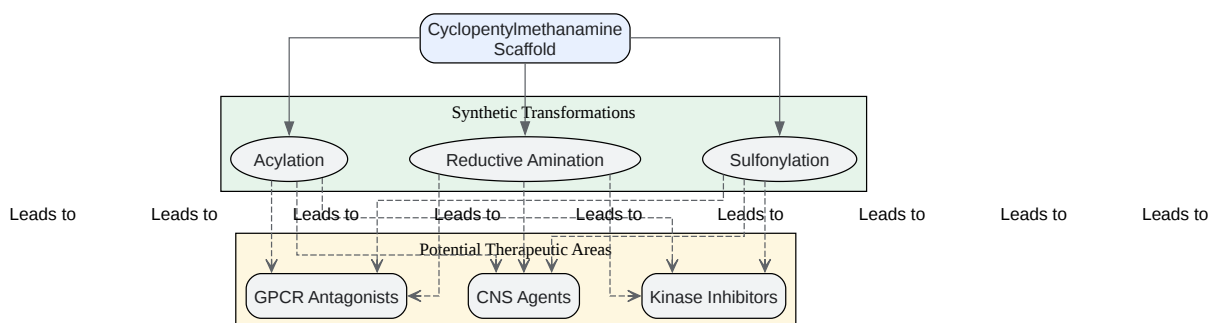 Cyclopentylmethanamine
Scaffold
Synthetic Transformations
Acylation
Reductive Amination
Sulfonylation
Leads to
Leads to
Leads to
Leads to
Leads to
Leads to
Leads to
Leads to
Leads to
Potential Therapeutic Areas
GPCR Antagonists
CNS Agents
Kinase Inhibitors